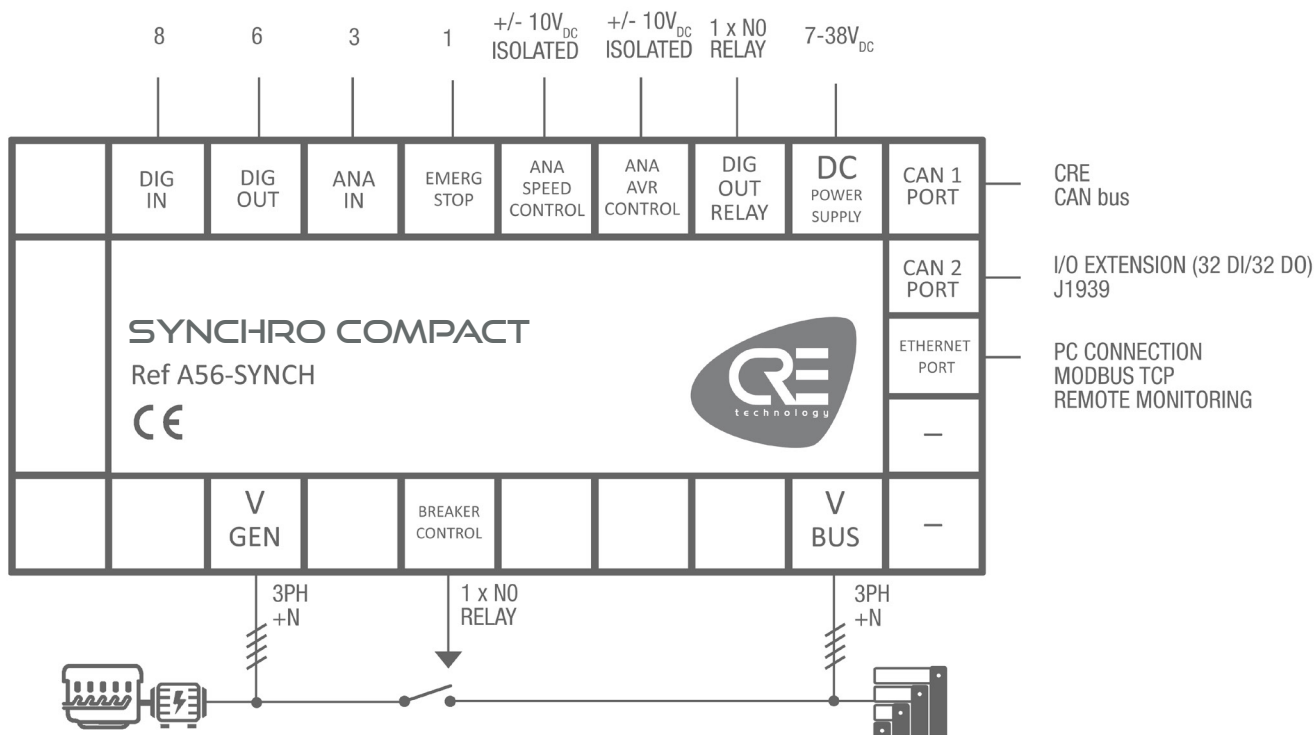 8
6
3
1
+/- 10VDC
ISOLATED
+/- 10VDC
ISOLATED
1 x NO
RELAY
7-38VDC
DIG
IN
DIG
OUT
ANA
IN
EMERG
STOP
ANA
SPEED
CONTROL
ANA
AVR
CONTROL
DIG
OUT
RELAY
DC
POWER
SUPPLY
CAN 1
PORT
CRE
CAN bus
CAN 2
PORT
I/O EXTENSION (32 DI/32 DO)
J1939
SYNCHRO COMPACT
Ref A56-SYNCH
CE
CRE
technology
ETHERNET
PORT
PC CONNECTION
MODBUS TCP
REMOTE MONITORING
–
V
GEN
BREAKER
CONTROL
V
BUS
–
3PH
+N
1 x NO
RELAY
3PH
+N